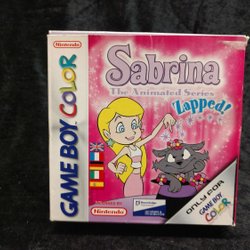 Nintendo
GAME BOY COLOR
Sabrina
The Animated Series
Zapped!
Nintendo
ONLY FOR
GAME BOY
COLOR